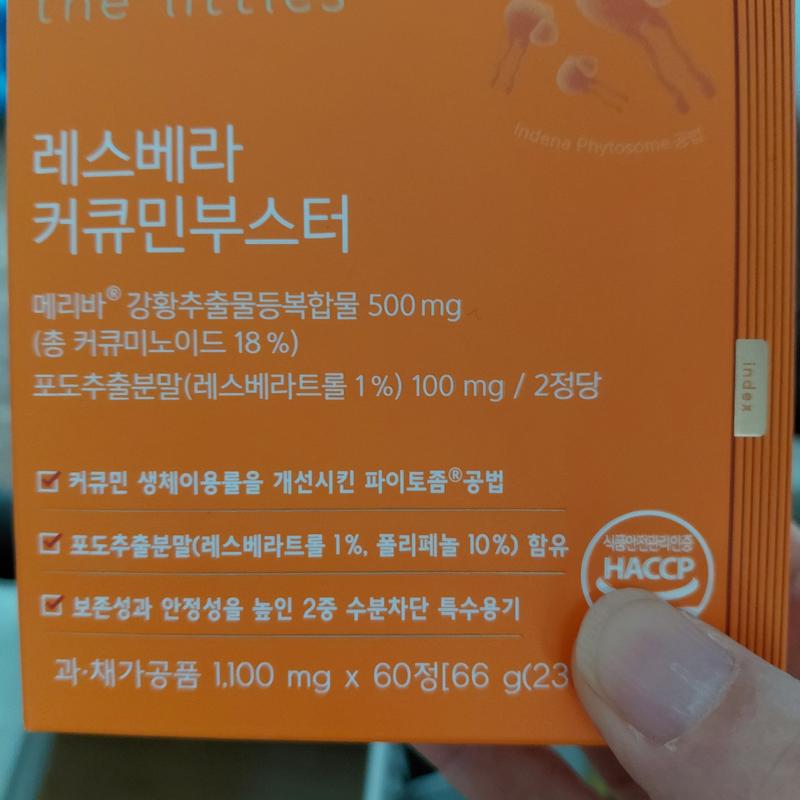 the littles
Indena Phytosome 공법
레스베라
커큐민부스터
메리바® 강황추출물등복합물 500 mg
(총 커큐미노이드 18 %)
포도추출분말(레스베라트롤 1 %) 100 mg / 2정당
index
커큐민 생체이용률을 개선시킨 파이토좀®공법
포도추출분말(레스베라트롤 1%, 폴리페놀 10%) 함유
보존성과 안정성을 높인 2중 수분차단 특수용기
식품안전관리인증
HACCP
과·채가공품 1,100 mg x 60정[66 g(23